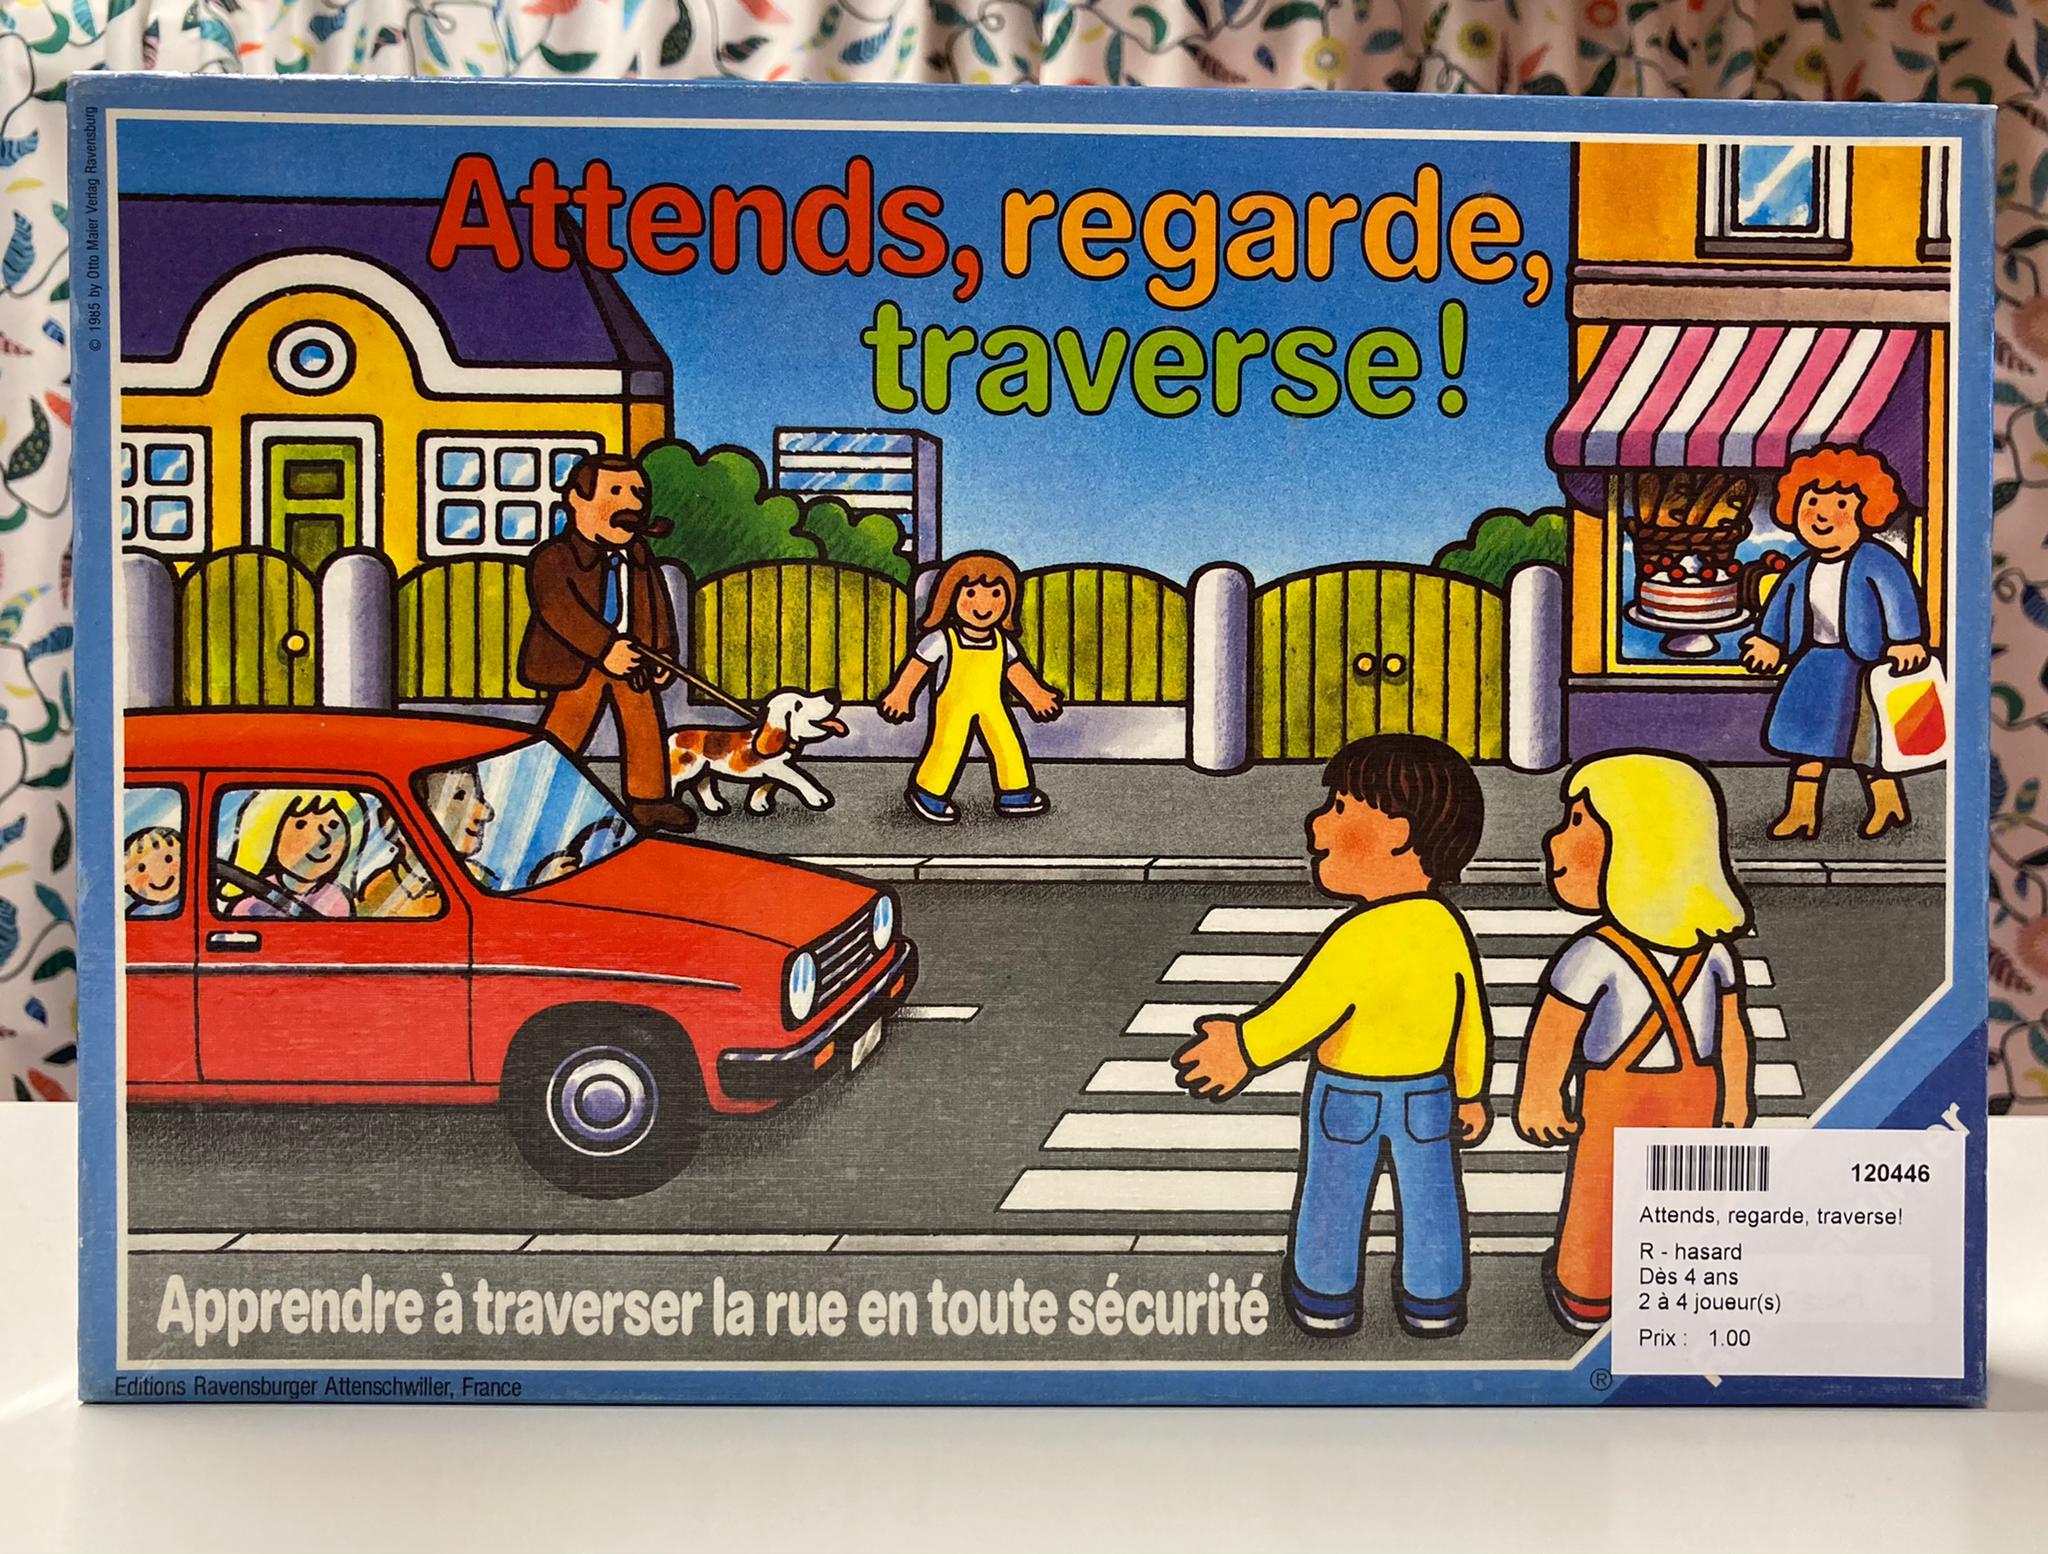 © 1985 by Otto Maier Verlag Ravensburg
Attends, regarde,
traverse!
Apprendre à traverser la rue en toute sécurité
Editions Ravensburger Attenschwiller, France
®
120446
Attends, regarde, traverse!
R - hasard
Dès 4 ans
2 à 4 joueur(s)
Prix : 1.00